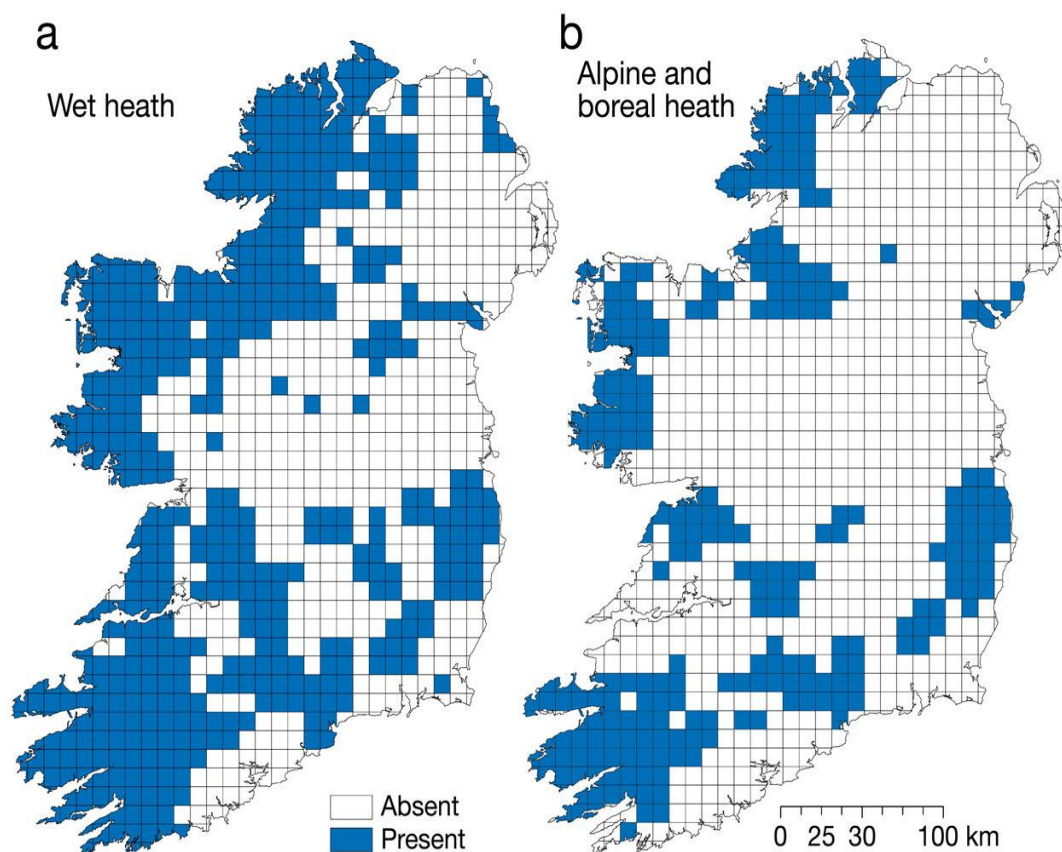 a
Wet heath
b
Alpine and
boreal heath
Absent
Present
0 25 30 100 km